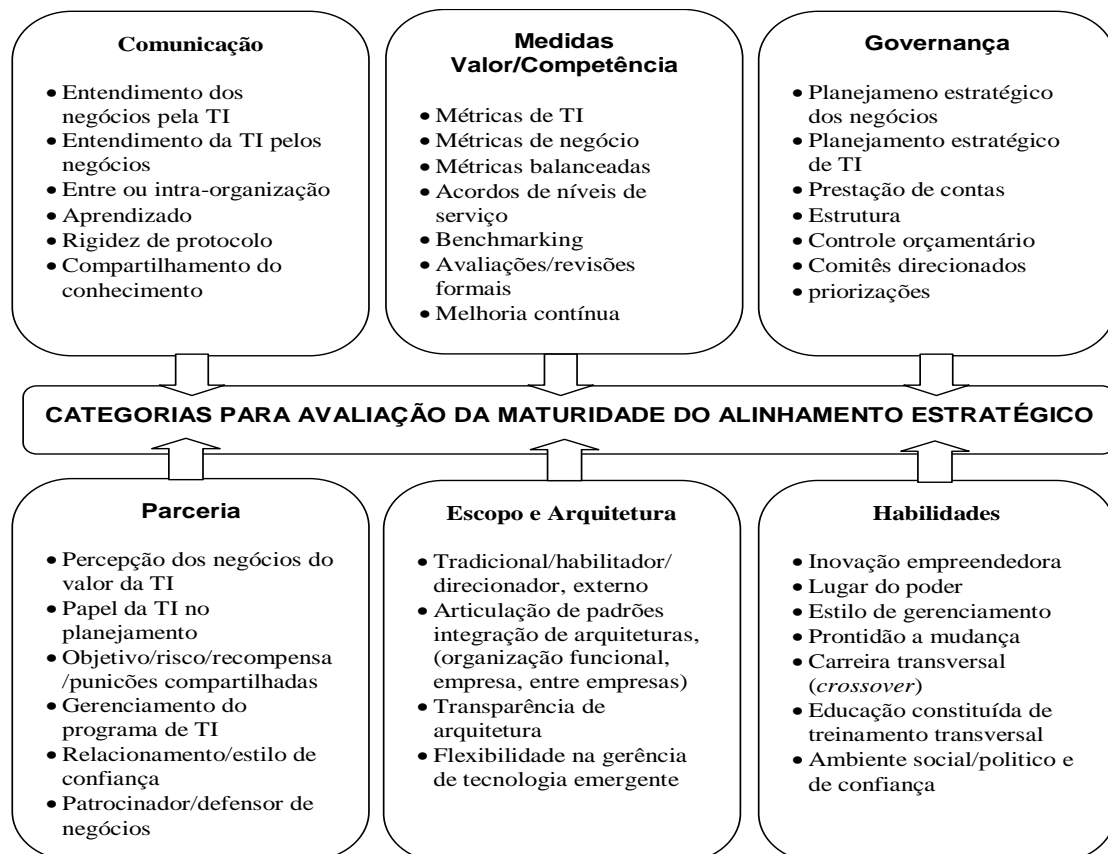 Comunicação
• Entendimento dos
negócios pela TI
• Entendimento da TI pelos
negócios
• Entre ou intra-organização
• Aprendizado
• Rigidez de protocolo
• Compartilhamento do
conhecimento
Medidas
Valor/Competência
• Métricas de TI
• Métricas de negócio
• Métricas balanceadas
• Acordos de níveis de
serviço
• Benchmarking
• Avaliações/revisões
formais
• Melhoria contínua
Governança
• Planejameno estratégico
dos negócios
• Planejamento estratégico
de TI
• Prestação de contas
• Estrutura
• Controle orçamentário
• Comitês direcionados
• priorizações
CATEGORIAS PARA AVALIAÇÃO DA MATURIDADE DO ALINHAMENTO ESTRATÉGICO
Parceria
• Percepção dos negócios do
valor da TI
• Papel da TI no
planejamento
• Objetivo/risco/recompensa
/punicões compartilhadas
• Gerenciamento do
programa de TI
• Relacionamento/estilo de
confiança
• Patrocinador/defensor de
negócios
Escopo e Arquitetura
• Tradicional/habilitador/
direcionador, externo
• Articulação de padrões
integração de arquiteturas,
(organização funcional,
empresa, entre empresas)
• Transparência de
arquitetura
• Flexibilidade na gerência
de tecnologia emergente
Habilidades
• Inovação empreendedora
• Lugar do poder
• Estilo de gerenciamento
• Prontidão a mudança
• Carreira transversal
(crossover)
• Educação constituída de
treinamento transversal
• Ambiente social/politico e
de confiança